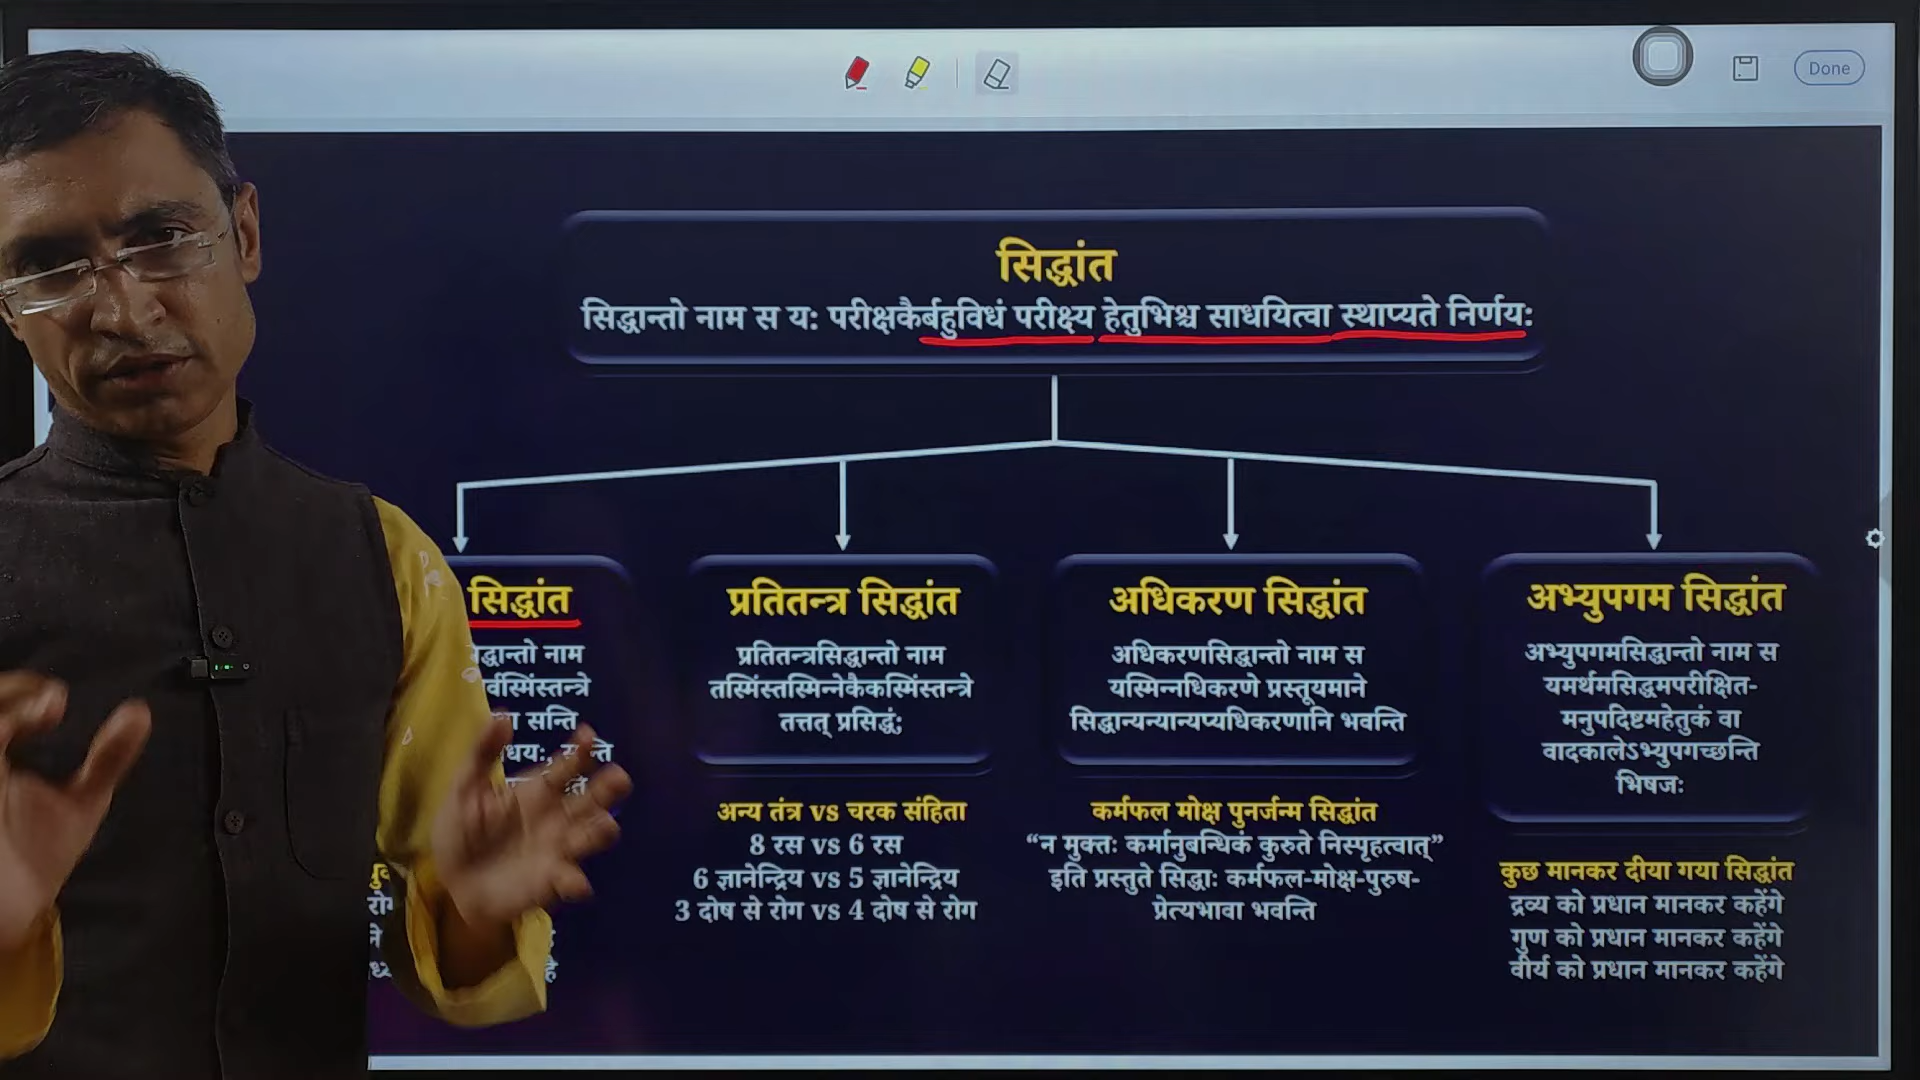 Done
सिद्धांत
सिद्धान्तो नाम स य: परीक्षकैर्बहुविधं परीक्ष्य हेतुभिश्च साधयित्वा स्थाप्यते निर्णय:
सिद्धांत
नाम
सन्ति
प्रतितन्त्र सिद्धांत
प्रतितन्त्रसिद्धान्तो नाम
तस्मिंस्तस्मिन्नेकैकस्मिंस्तन्त्रे
तत्तत् प्रसिद्धं;
अन्य तंत्र vs चरक संहिता
8 रस vs 6 रस
6 ज्ञानेन्द्रिय vs 5 ज्ञानेन्द्रिय
3 दोष से रोग vs 4 दोष से रोग
अधिकरण सिद्धांत
अधिकरणसिद्धान्तो नाम स
यस्मिन्नधिकरणे प्रस्तूयमाने
सिद्धान्यन्यान्यप्यधिकरणानि भवन्ति
कर्मफल मोक्ष पुनर्जन्म सिद्धांत
“न मुक्तः कर्मानुबन्धिकं कुरुते निस्पृहत्वात्”
इति प्रस्तुते सिद्धाः कर्मफल-मोक्ष-पुरुष-
प्रेत्यभावा भवन्ति
अभ्युपगम सिद्धांत
अभ्युपगमसिद्धान्तो नाम स
यमर्थमसिद्धमपरीक्षित-
मनुपदिष्टमहेतुकं वा
वादकालेऽभ्युपगच्छन्ति
भिषजः
कुछ मानकर दीया गया सिद्धांत
द्रव्य को प्रधान मानकर कहेंगे
गुण को प्रधान मानकर कहेंगे
वीर्य को प्रधान मानकर कहेंगे